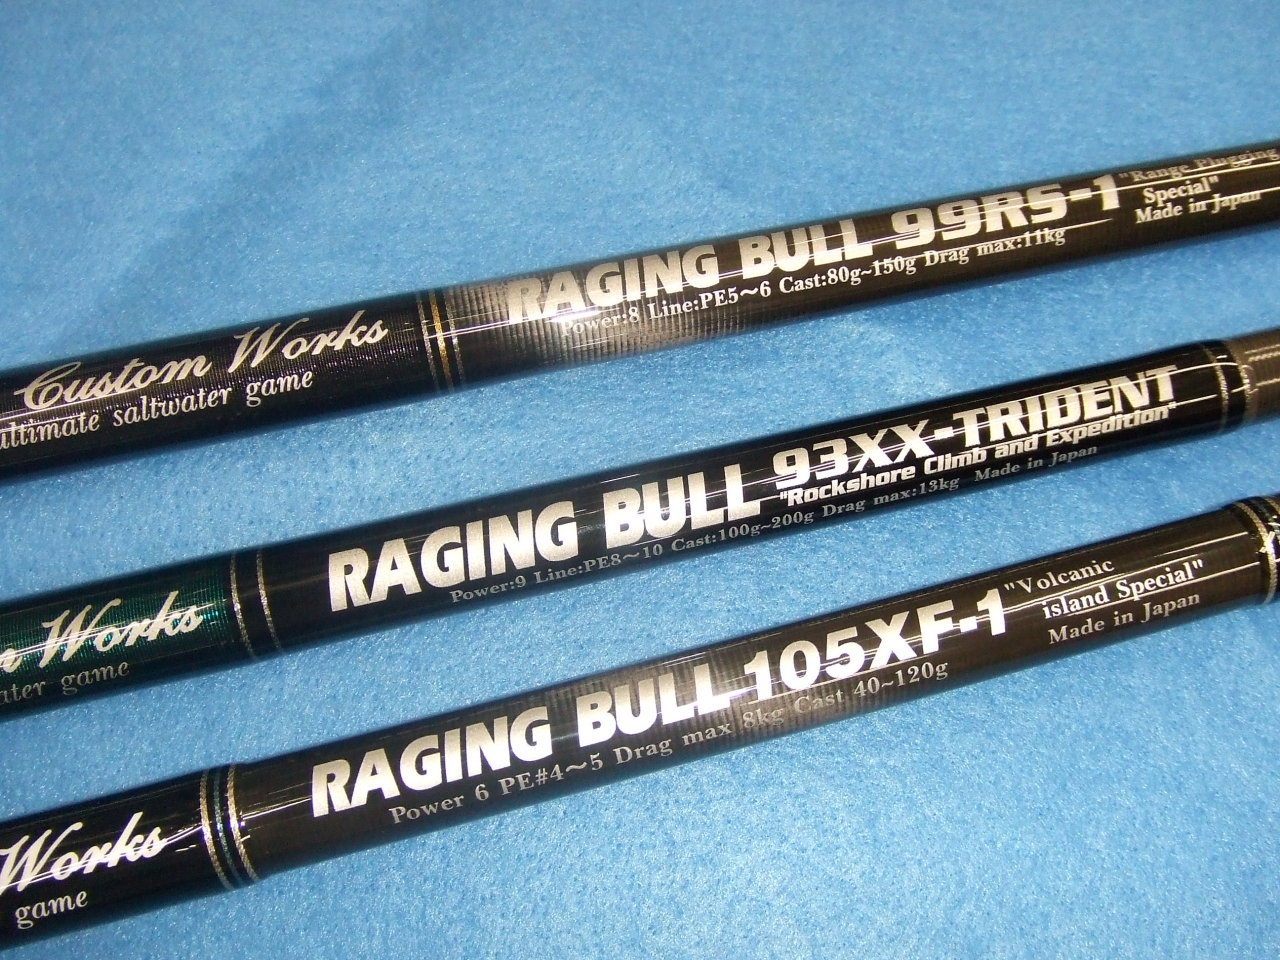 Custom Works
ultimate saltwater game
RAGING BULL 99RS-1
"Range Plugging
Special"
Made in Japan
Power:8 Line:PE5~6 Cast:80g~150g Drag max:11kg
Works
game
RAGING BULL 93XX-TRIDENT
"Rockshore Climb and Expedition"
Power:9 Line:PE8~10 Cast:100g~200g Drag max:13kg Made in Japan
Works
game
RAGING BULL 105XF-1
"Volcanic
island Special"
Made in Japan
Power 6 PE#4~5 Drag max 8kg Cast 40~120g